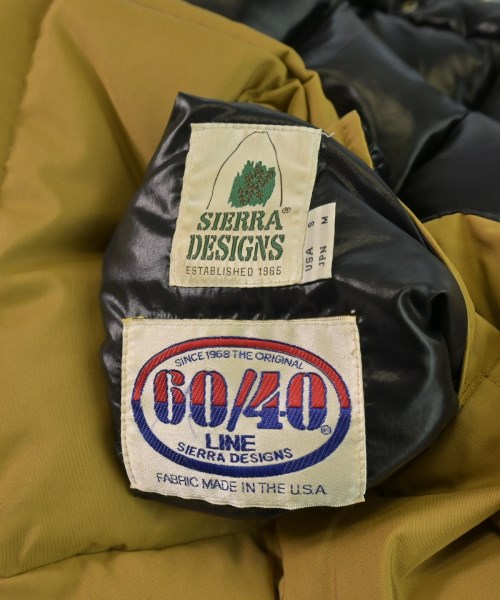 SIERRA
DESIGNS®
ESTABLISHED 1965
USA S
JPN M
SINCE 1968 THE ORIGINAL
60/40®
LINE
SIERRA DESIGNS
FABRIC MADE IN THE U.S.A.